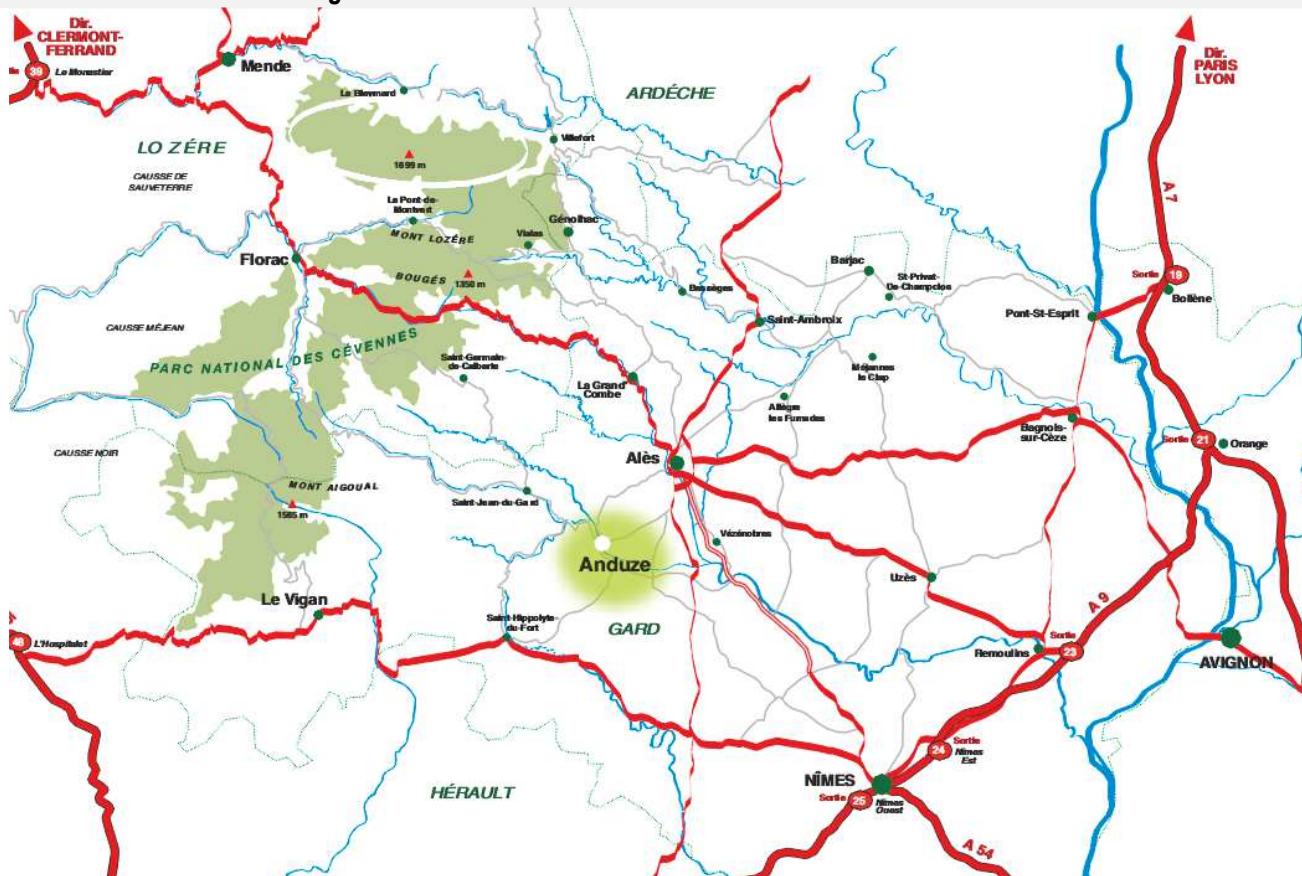 Dir.
CLERMONT-
FERRAND
39
Le Monastier
Mende
Le Bleymard
ARDÉCHE
Dir.
PARIS
LYON
A 7
LOZÉRE
CAUSSE DE
SAUVETERRE
1699 m
Villefort
Le Pont-de-
Montvert
MONT LOZÉRE
Vialas
Génolhac
Florac
BOUGÉS
1350 m
Bessèges
Barjac
St-Privat-
De-Champclos
Sortie
19
Bollène
Pont-St-Esprit
Saint-Ambroix
CAUSSE MÉJEAN
PARC NATIONAL DES CÉVENNES
Saint-Germain-
de-Calberte
La Grand'
Combe
Méjannes
le Clap
Allègre
les Fumades
Bagnols-
sur-Cèze
Sortie
21
Orange
CAUSSE NOIR
Alès
MONT AIGOUAL
1565 m
Saint-Jean-du-Gard
Anduze
Vézénobres
Uzès
A 9
Le Vigan
Saint-Hippolyte-
du-Fort
GARD
L'Hospitalet
Remoulins
Sortie
23
AVIGNON
Sortie
24
Nîmes
Est
NÎMES
Sortie
25
Nîmes
Ouest
HÉRAULT
A 54